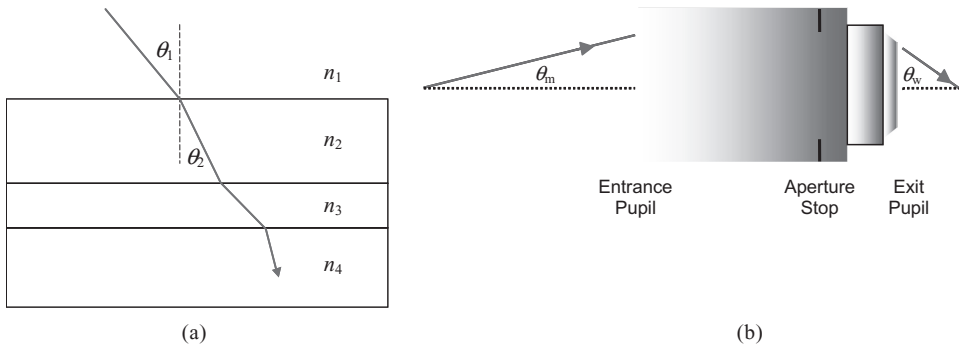 θ1
n1
θ2
n2
n3
n4
(a)
θm
θw
Entrance
Pupil
Aperture
Stop
Exit
Pupil
(b)